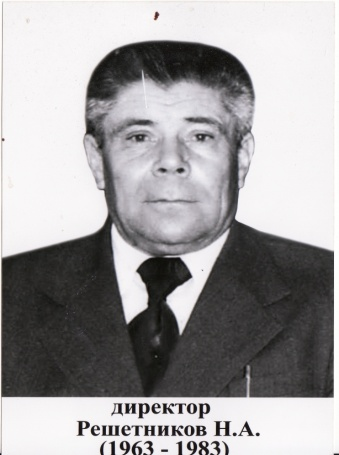 директор
Решетников Н.А.
(1963 - 1983)